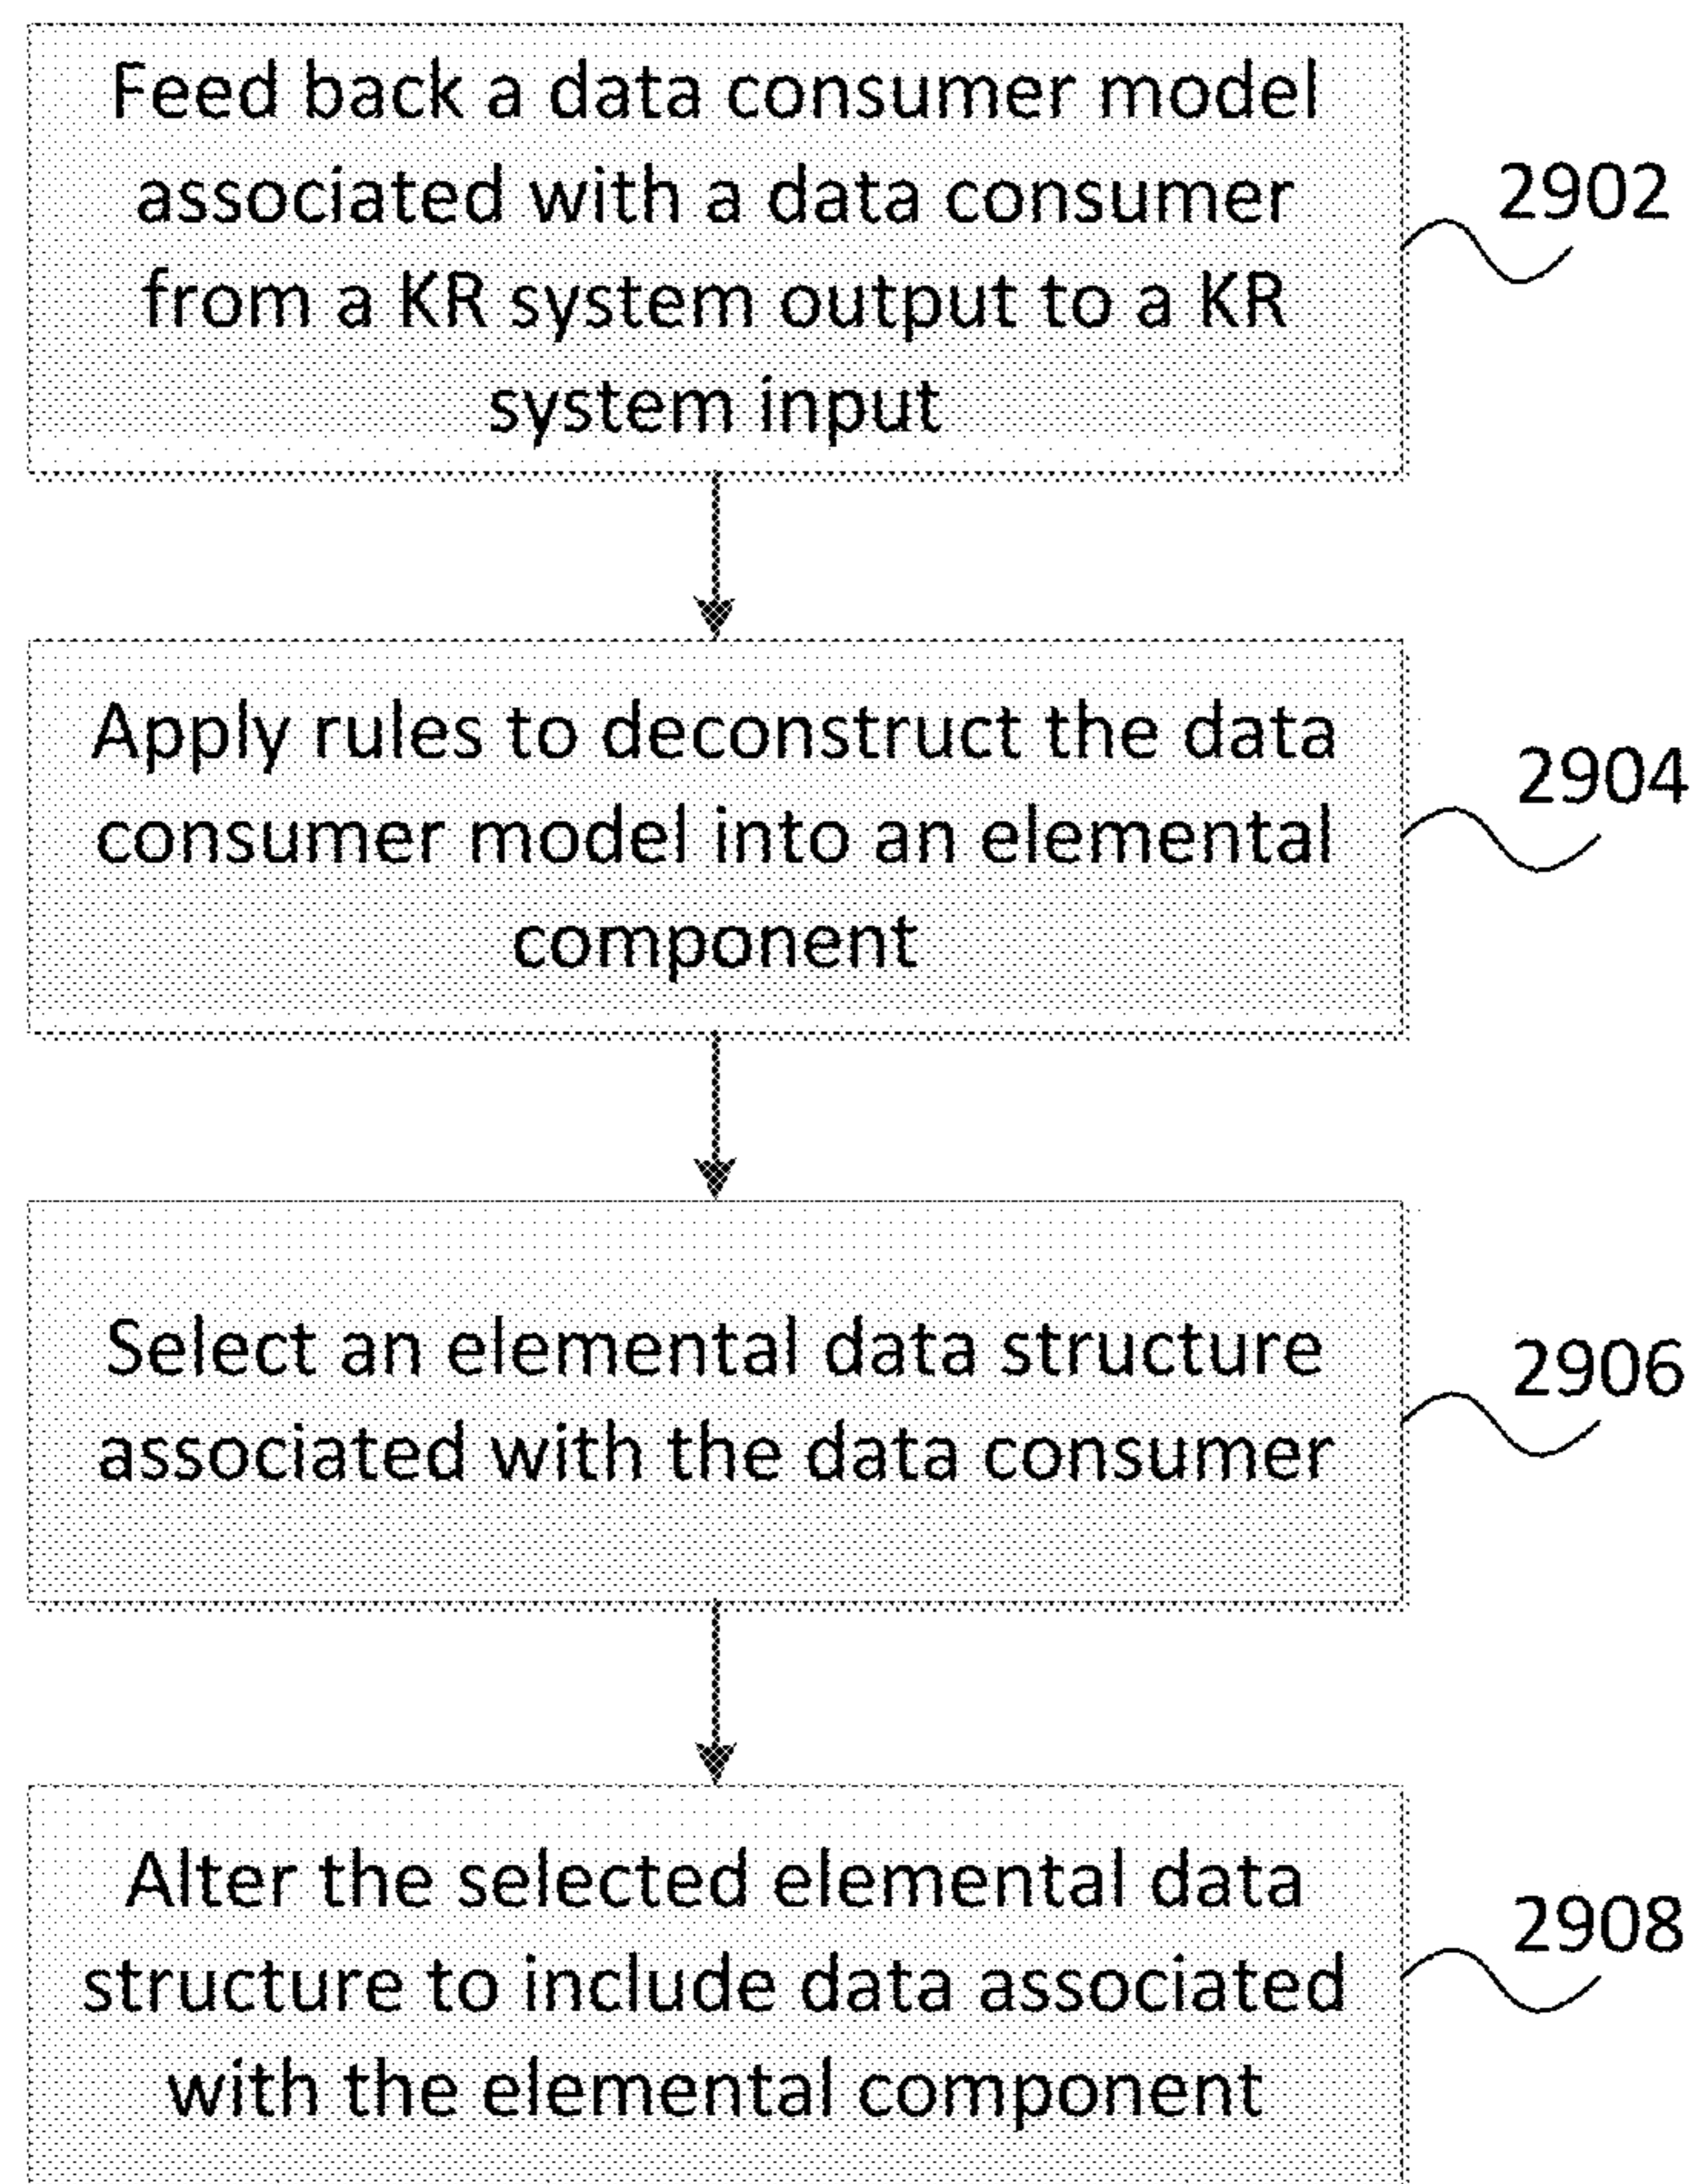 Feed back a data consumer model
associated with a data consumer
from a KR system output to a KR
system input
2902
Apply rules to deconstruct the data
consumer model into an elemental
component
2904
Select an elemental data structure
associated with the data consumer
2906
Alter the selected elemental data
structure to include data associated
with the elemental component
2908